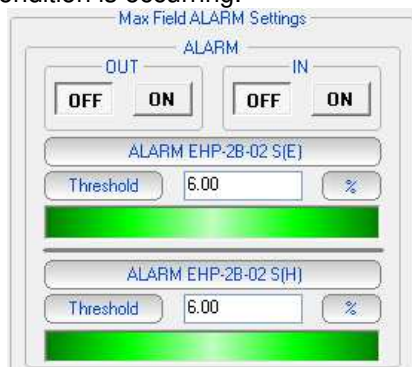 ondition is occurring.
Max Field ALARM Settings
ALARM
OUT IN
OFF ON OFF ON
ALARM EHP-2B-02 S(E)
Threshold 6.00 %
ALARM EHP-2B-02 S(H)
Threshold 6.00 %